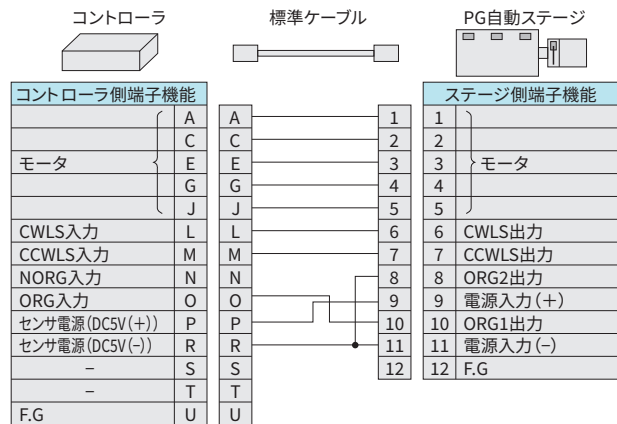 コントローラ 標準ケーブル PG自動ステージ
コントローラ側端子機能 ステージ側端子機能
A A 1 1
C C 2 2
モータ E E 3 3 モータ
G G 4 4
J J 5 5
CWLS入力 L L 6 6 CWLS出力
CCWLS入力 M M 7 7 CCWLS出力
NORG入力 N N 8 8 ORG2出力
ORG入力 O O 9 9 電源入力(+)
センサ電源(DC5V(+)) P P 10 10 ORG1出力
センサ電源(DC5V(−)) R R 11 11 電源入力(−)
− S S 12 12 F.G
− T T
F.G U U